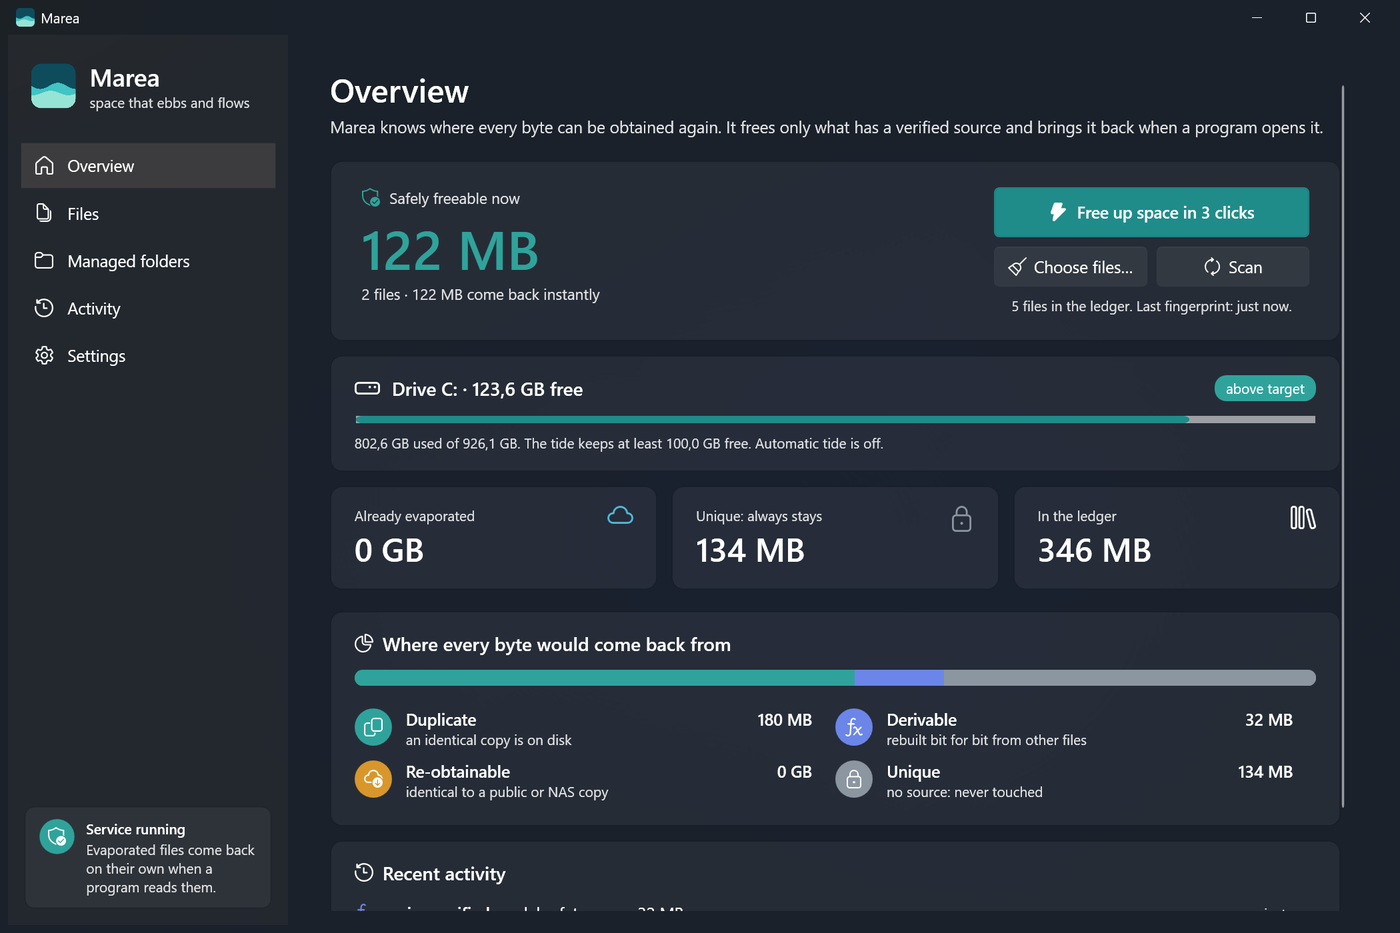 Marea
Marea
space that ebbs and flows
Overview
Files
Managed folders
Activity
Settings
Service running
Evaporated files come back
on their own when a
program reads them.
Overview
Marea knows where every byte can be obtained again. It frees only what has a verified source and brings it back when a program opens it.
Safely freeable now
122 MB
2 files · 122 MB come back instantly
Free up space in 3 clicks
Choose files...
Scan
5 files in the ledger. Last fingerprint: just now.
Drive C: · 123,6 GB free
above target
802,6 GB used of 926,1 GB. The tide keeps at least 100,0 GB free. Automatic tide is off.
Already evaporated
0 GB
Unique: always stays
134 MB
In the ledger
346 MB
Where every byte would come back from
Duplicate
180 MB
an identical copy is on disk
Derivable
32 MB
rebuilt bit for bit from other files
Re-obtainable
0 GB
identical to a public or NAS copy
Unique
134 MB
no source: never touched
Recent activity
32 MB